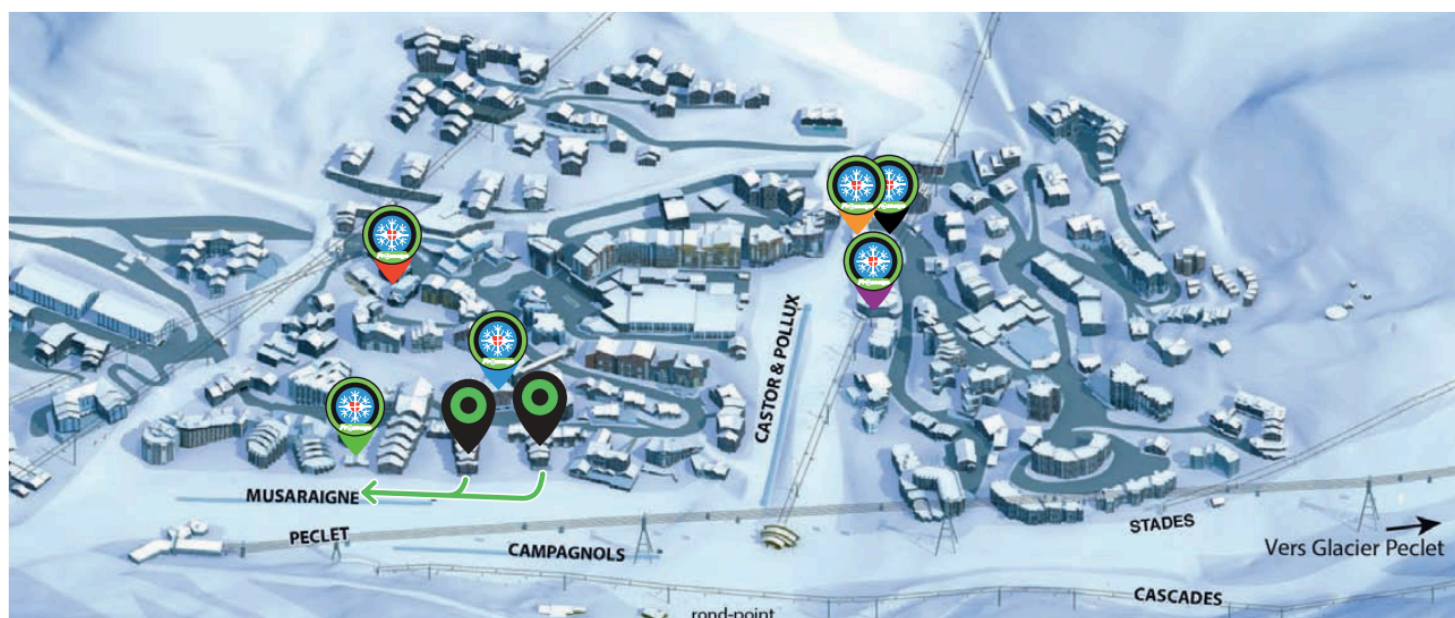 CASTOR & POLLUX
MUSARAIGNE
PECLET
CAMPAGNOLS
STADES
Vers Glacier Peclet
CASCADES
rond-point